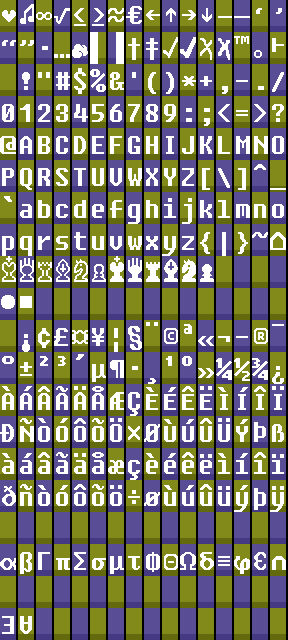 ♥♫∞√❬❭≈€←↑→↓—–‘’
“”•…♣▌▐†‡✓✓✗✗™°⊢
!"#$%&'()*+,-./
0123456789:;<=>?
@ABCDEFGHIJKLMNO
PQRSTUVWXYZ[\]^_
`abcdefghijklmno
pqrstuvwxyz{|}~⌂
♔♕♖♗♘♙♚♛♜♝♞♟
●■
¡¢£¤¥¦§¨©ª«¬-®¯
°±²³´µ¶·¸¹º»¼½¾¿
ÀÁÂÃÄÅÆÇÈÉÊËÌÍÎÏ
ÐÑÒÓÔÕÖ×ØÙÚÛÜÝÞß
àáâãäåæçèéêëìíîï
ðñòóôõö÷øùúûüýþÿ
αβΓπΣσμτΦΘΩδ≡φε∩
∃∀